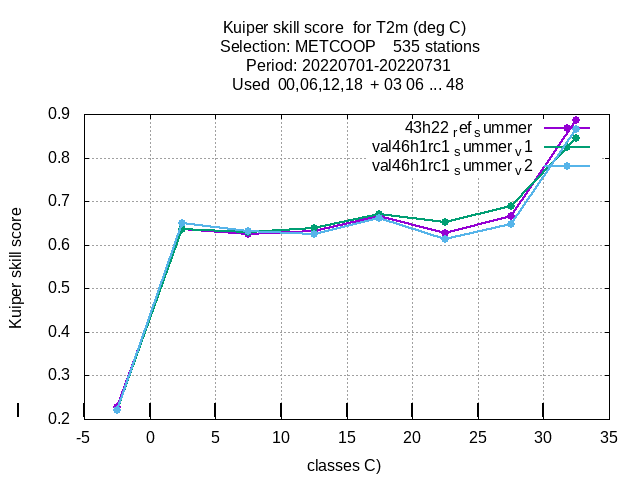 Kuiper skill score for T2m (deg C)
Selection: METCOOP 535 stations
Period: 20220701-20220731
Used 00,06,12,18 + 03 06 ... 48
43h22 ref summer
val46h1rc1 summer v1
val46h1rc1 summer v2
0.9
0.8
0.7
0.6
0.5
0.4
0.3
0.2
Kuiper skill score
-5 0 5 10 15 20 25 30 35
classes C)